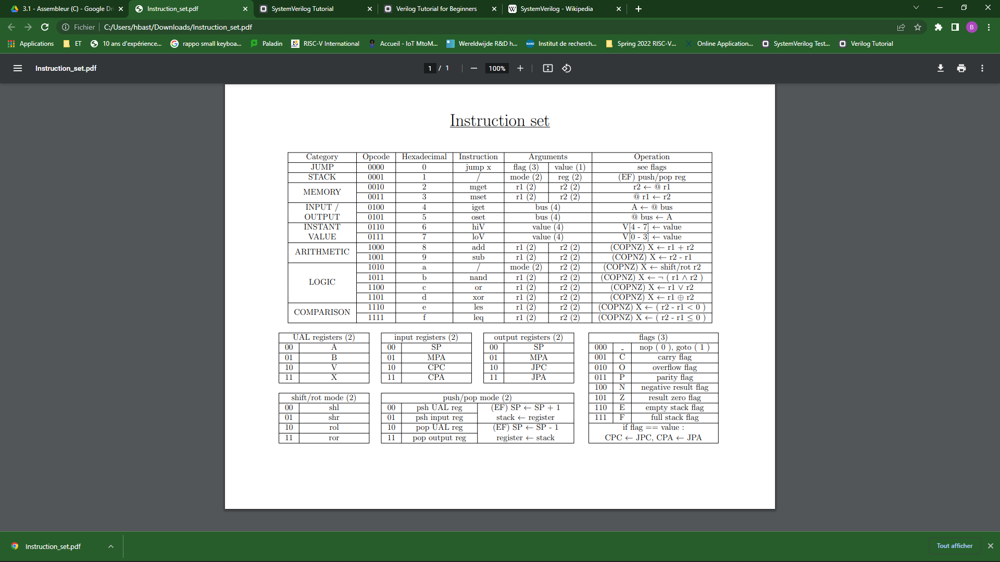 3.1 - Assembleur (C) - Google Dr
Instruction_set.pdf
SystemVerilog Tutorial
Verilog Tutorial for Beginners
W SystemVerilog - Wikipedia
Fichier C:/Users/hbast/Downloads/Instruction_set.pdf
B
Applications ET 10 ans d'expérience... rappo small keyboa... Paladin RISC-V International Accueil - IoT MtoM... Wereldwijde R&D h... Institut de recherch... Spring 2022 RISC-V... Online Application... SystemVerilog Test... Verilog Tutorial
Instruction_set.pdf 1 / 1 100%
Instruction set
Category Opcode Hexadecimal Instruction Arguments Operation
JUMP 0000 0 jump x flag (3) value (1) see flags
STACK 0001 1 / mode (2) reg (2) (EF) push/pop reg
MEMORY 0010 2 mget r1 (2) r2 (2) r2 ← @ r1
0011 3 mset r1 (2) r2 (2) @ r1 ← r2
INPUT / 0100 4 iget bus (4) A ← @ bus
OUTPUT 0101 5 oset bus (4) @ bus ← A
INSTANT 0110 6 hiV value (4) V[4 - 7] ← value
VALUE 0111 7 loV value (4) V[0 - 3] ← value
ARITHMETIC 1000 8 add r1 (2) r2 (2) (COPNZ) X ← r1 + r2
1001 9 sub r1 (2) r2 (2) (COPNZ) X ← r2 - r1
LOGIC 1010 a / mode (2) r2 (2) (COPNZ) X ← shift/rot r2
1011 b nand r1 (2) r2 (2) (COPNZ) X ← ¬ ( r1 ∧ r2 )
1100 c or r1 (2) r2 (2) (COPNZ) X ← r1 ∨ r2
1101 d xor r1 (2) r2 (2) (COPNZ) X ← r1 ⊕ r2
COMPARISON 1110 e les r1 (2) r2 (2) (COPNZ) X ← ( r2 - r1 < 0 )
1111 f leq r1 (2) r2 (2) (COPNZ) X ← ( r2 - r1 ≤ 0 )
UAL registers (2)
00 A
01 B
10 V
11 X
input registers (2)
00 SP
01 MPA
10 CPC
11 CPA
output registers (2)
00 SP
01 MPA
10 JPC
11 JPA
flags (3)
000 _ nop ( 0 ), goto ( 1 )
001 C carry flag
010 O overflow flag
011 P parity flag
100 N negative result flag
101 Z result zero flag
110 E empty stack flag
111 F full stack flag
if flag == value :
CPC ← JPC, CPA ← JPA
shift/rot mode (2)
00 shl
01 shr
10 rol
11 ror
push/pop mode (2)
00 psh UAL reg (EF) SP ← SP + 1
01 psh input reg stack ← register
10 pop UAL reg (EF) SP ← SP - 1
11 pop output reg register ← stack
Instruction_set.pdf
Tout afficher